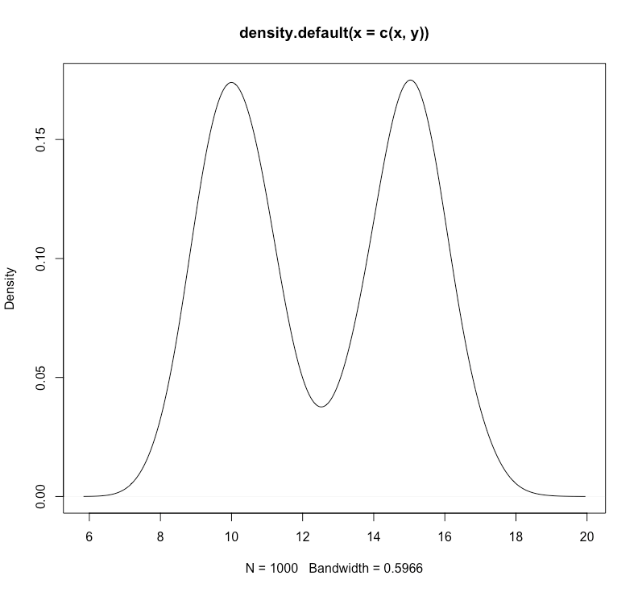 density.default(x = c(x, y))
Density
0.15
0.10
0.05
0.00
6 8 10 12 14 16 18 20
N = 1000 Bandwidth = 0.5966